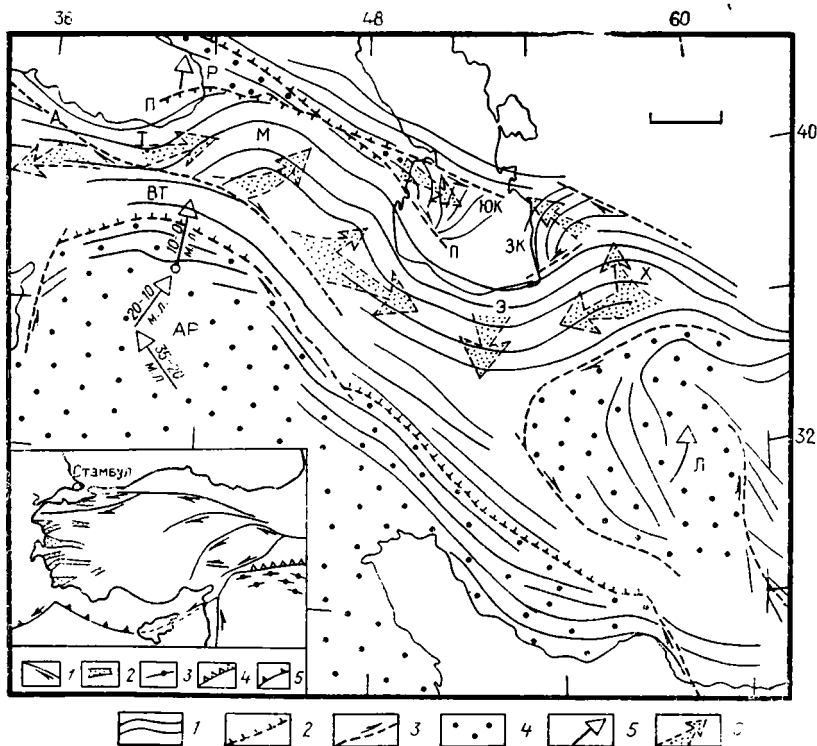 36 48 60
Р
П
А
Т
М
40
ВТ
ЮК
П
ЗК
Э
Х
10-0
м.л.
20-10
м.л.
АР
35-20
м.л.
32
Л
Стамбул
1 2 3 4 5
1 2 3 4 5 6